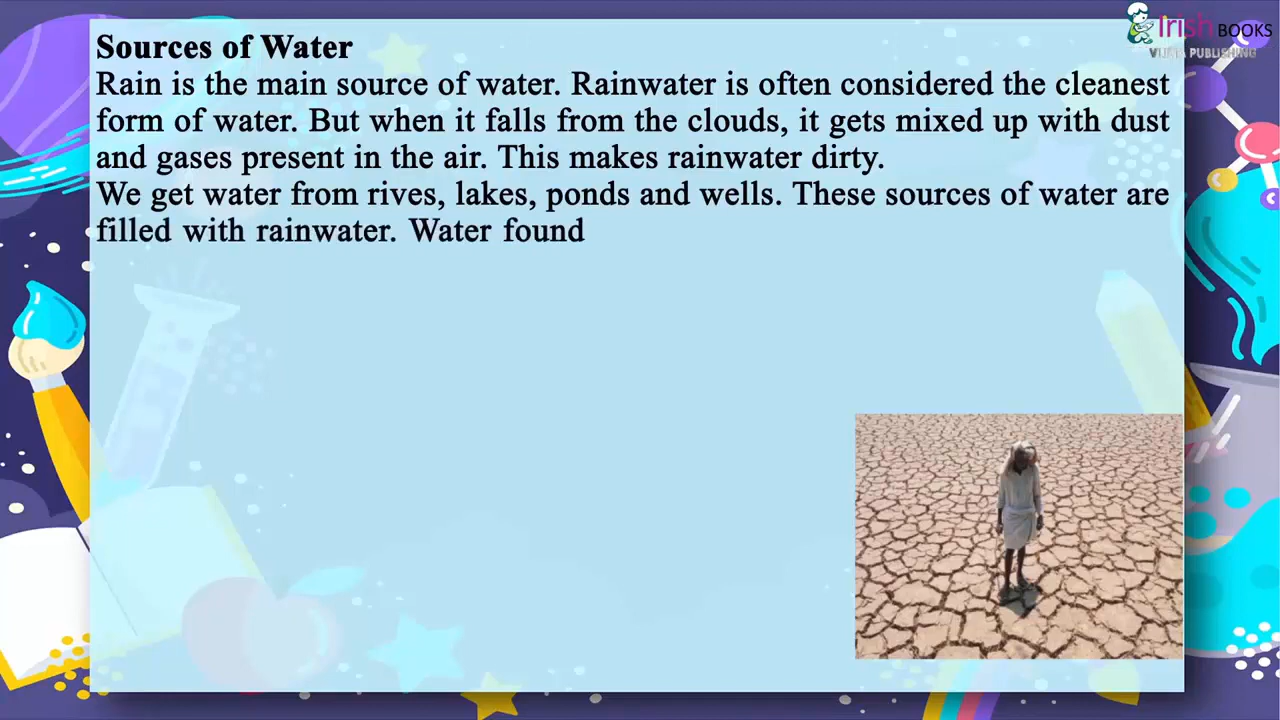 Irish BOOKS
Sources of Water
Rain is the main source of water. Rainwater is often considered the cleanest
form of water. But when it falls from the clouds, it gets mixed up with dust
and gases present in the air. This makes rainwater dirty.
We get water from rives, lakes, ponds and wells. These sources of water are
filled with rainwater. Water found